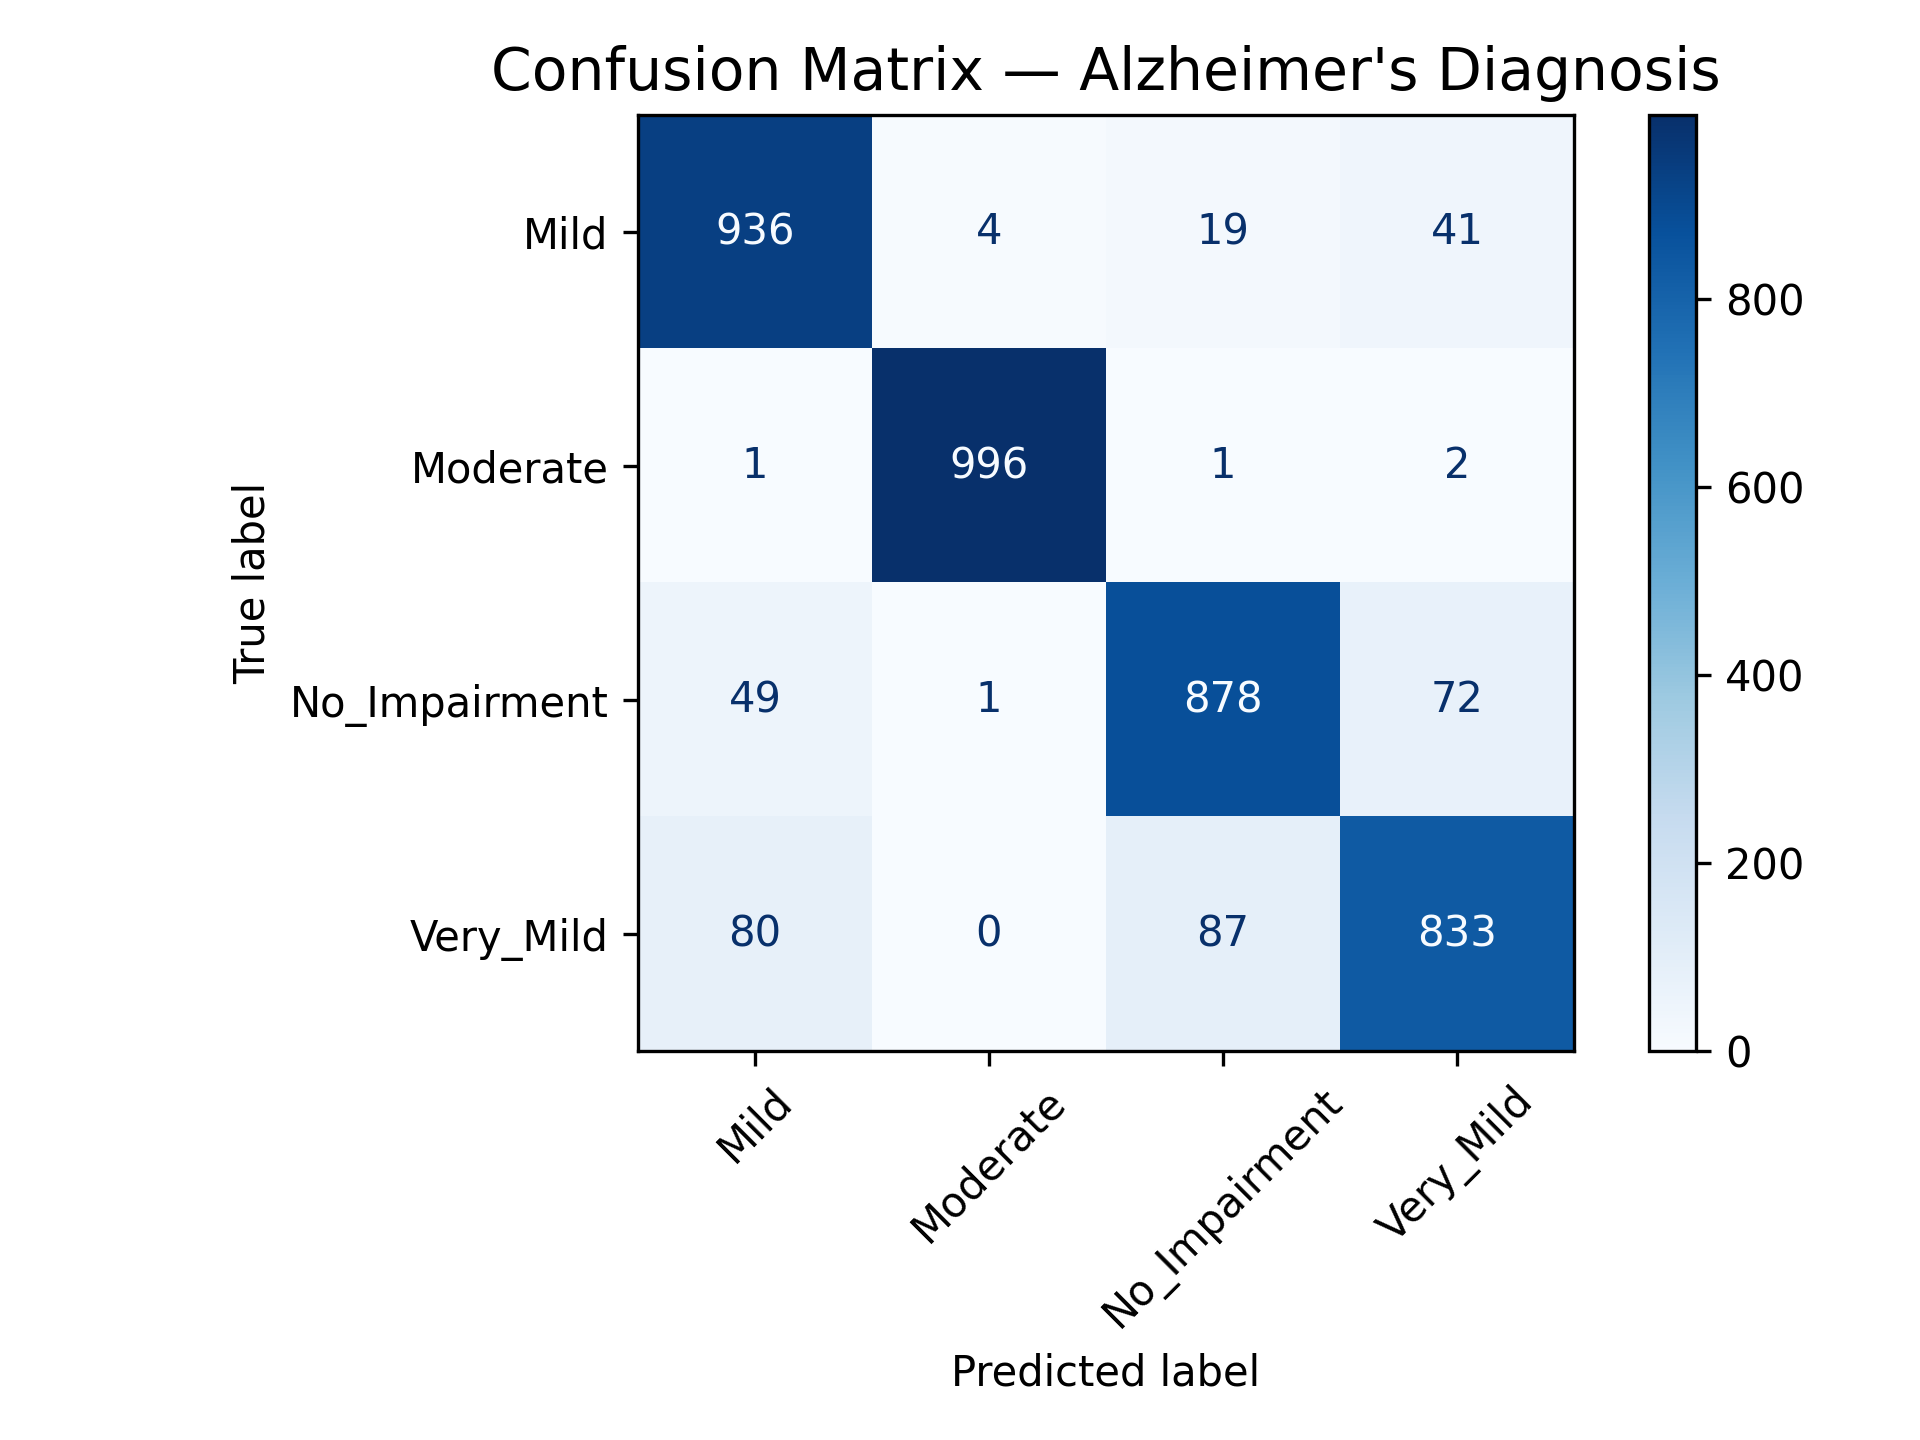 Confusion Matrix — Alzheimer's Diagnosis
True label
Mild 936 4 19 41
Moderate 1 996 1 2
No_Impairment 49 1 878 72
Very_Mild 80 0 87 833
Mild Moderate No_Impairment Very_Mild
Predicted label
800
600
400
200
0